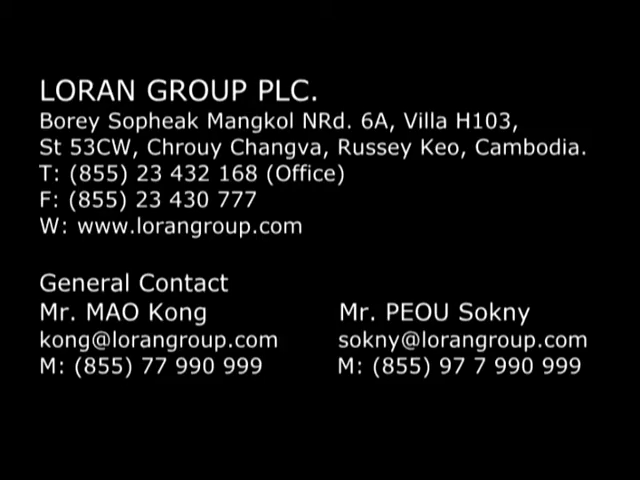 LORAN GROUP PLC.
Borey Sopheak Mangkol NRd. 6A, Villa H103,
St 53CW, Chrouy Changva, Russey Keo, Cambodia.
T: (855) 23 432 168 (Office)
F: (855) 23 430 777
W: www.lorangroup.com
General Contact
Mr. MAO Kong
kong@lorangroup.com
M: (855) 77 990 999
Mr. PEOU Sokny
sokny@lorangroup.com
M: (855) 97 7 990 999